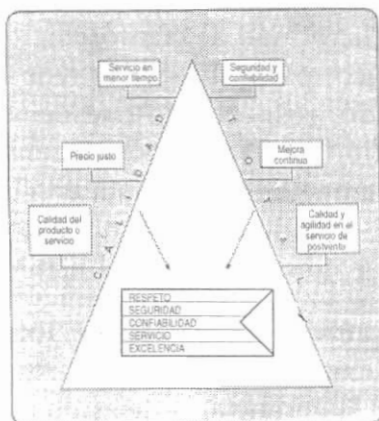 Servicio en
menor tiempo
Seguridad y
confiabilidad
Precio justo
Mejora
continua
Calidad del
producto o
servicio
Calidad y
agilidad en el
servicio de
postventa
CALIDAD
TOTAL
RESPETO
SEGURIDAD
CONFIABILIDAD
SERVICIO
EXCELENCIA